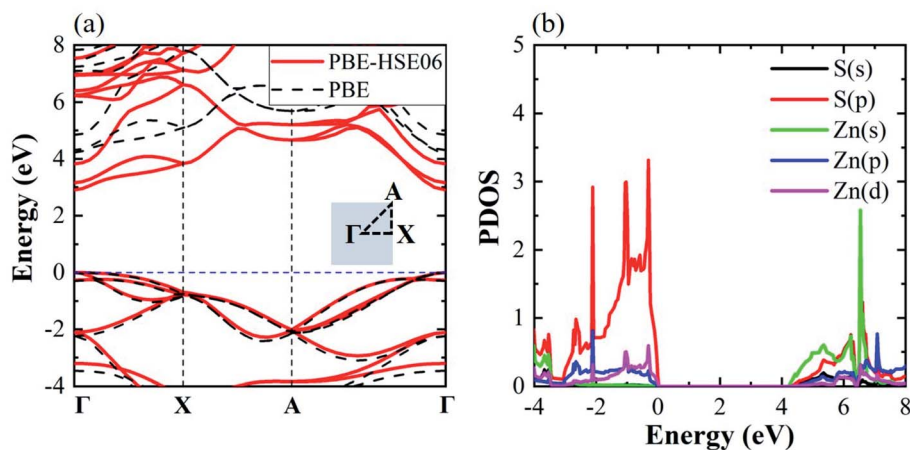 (a)
8
6
4
2
0
-2
-4
Energy (eV)
PBE-HSE06
PBE
A
Γ X
Γ X A Γ
(b)
5
4
3
2
1
0
PDOS
S(s)
S(p)
Zn(s)
Zn(p)
Zn(d)
-4 -2 0 2 4 6 8
Energy (eV)